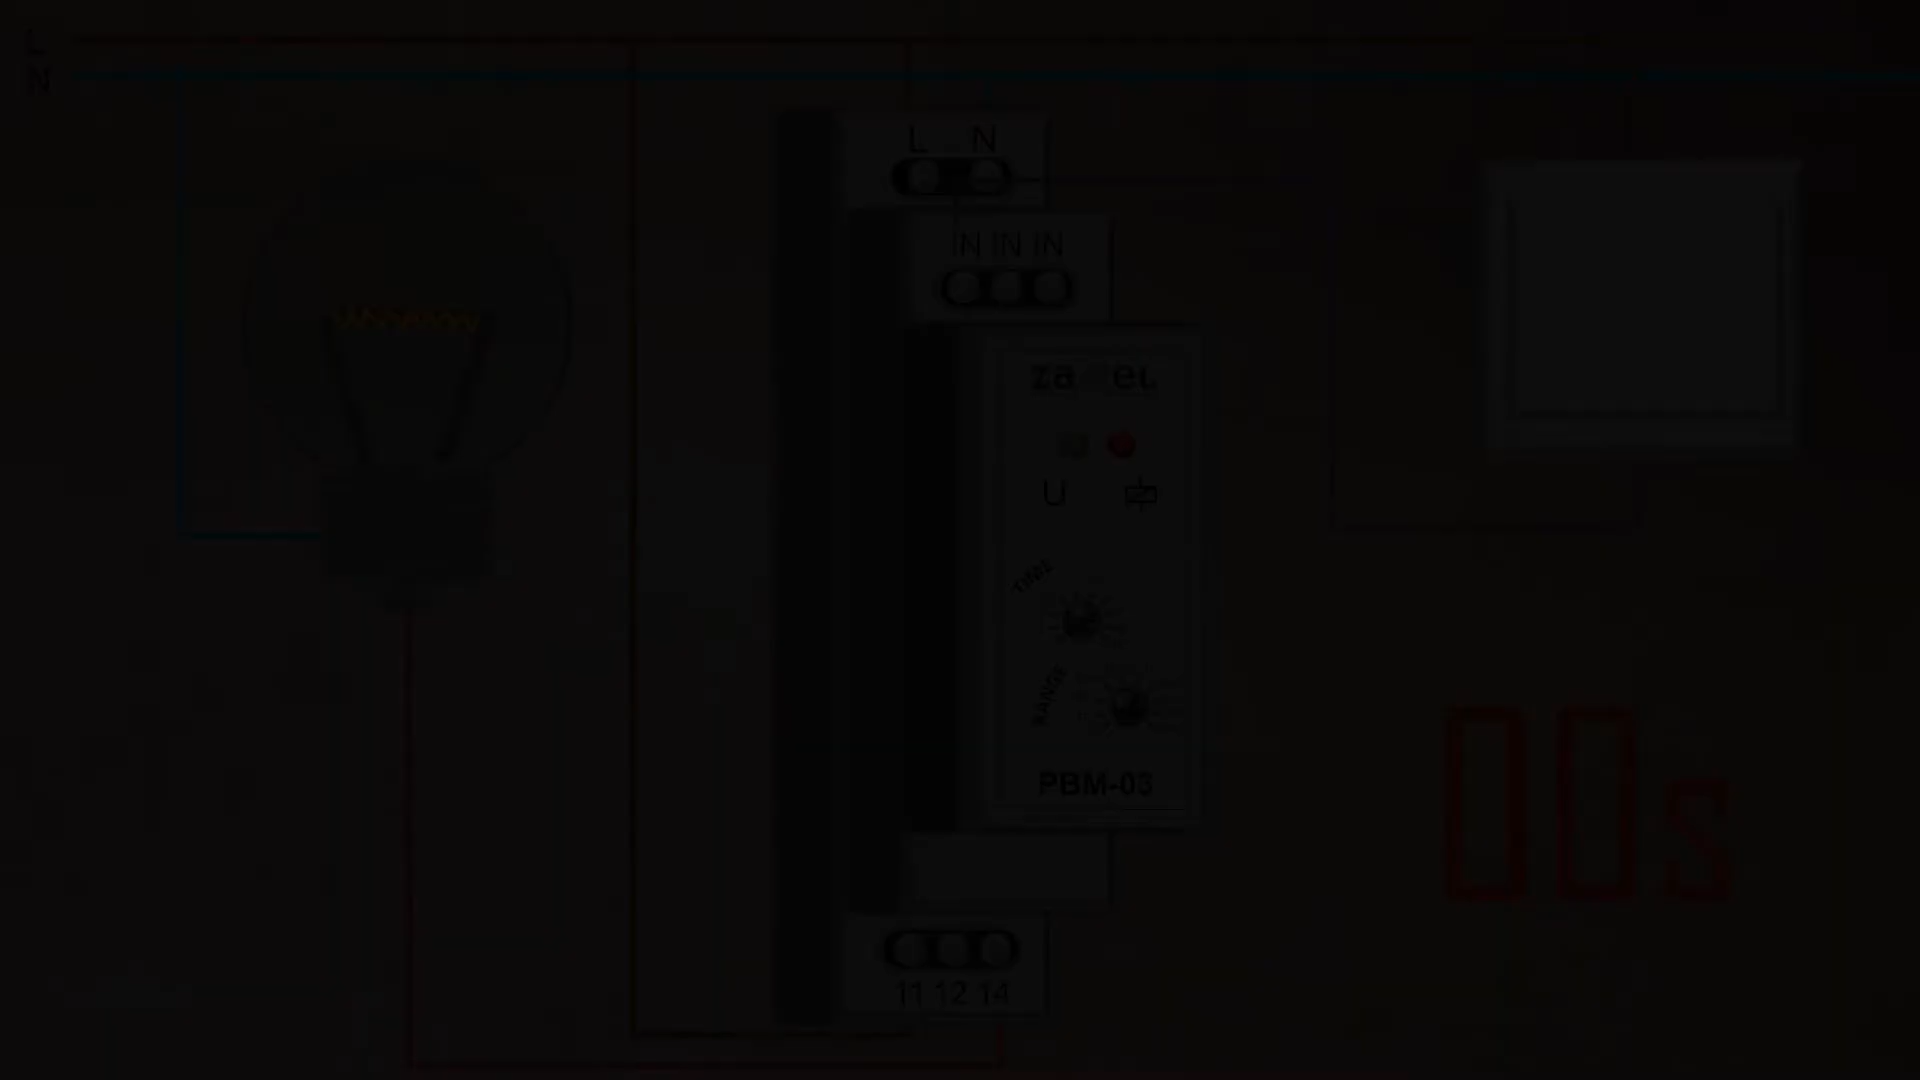 L
N
L N
IN IN IN
U
TIME
RANGE
PBM-03
00s
11 12 14